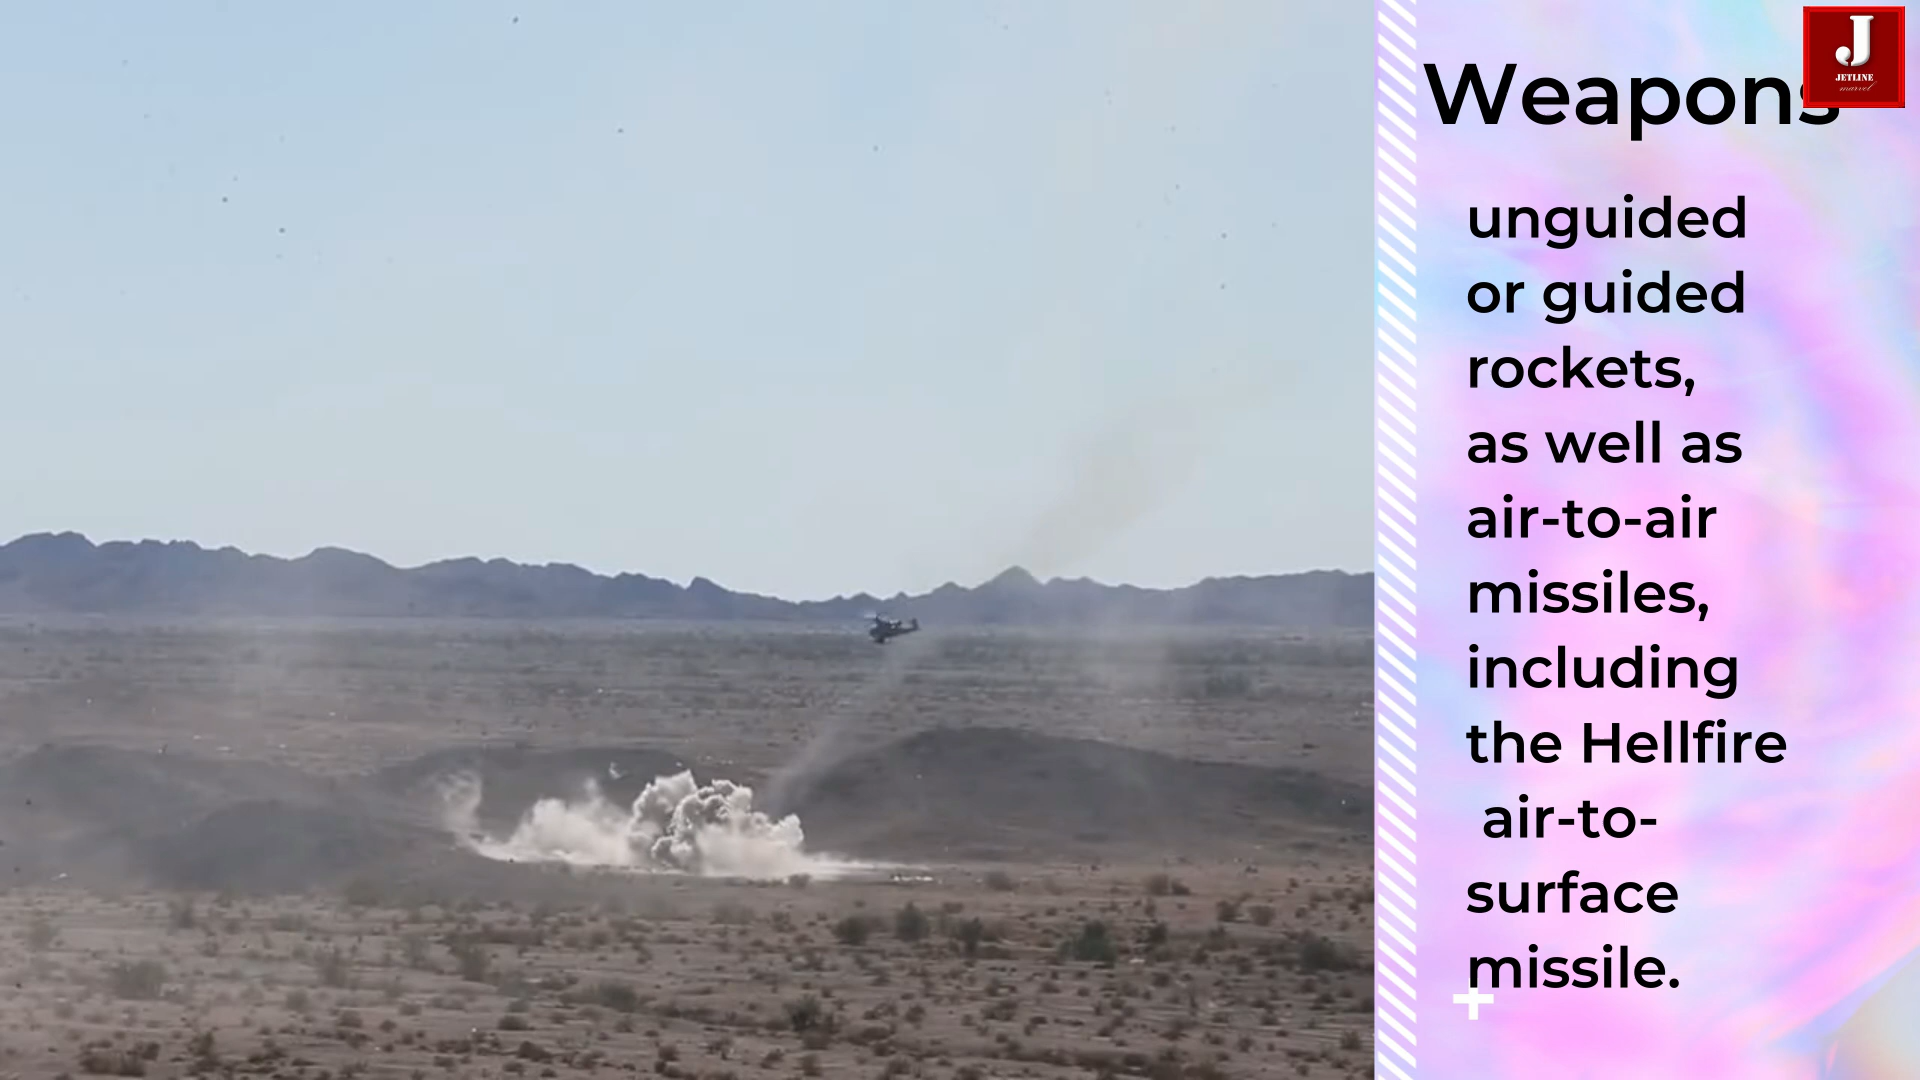 Weapons
J
JETLINE
marvel
unguided
or guided
rockets,
as well as
air-to-air
missiles,
including
the Hellfire
air-to-
surface
missile.